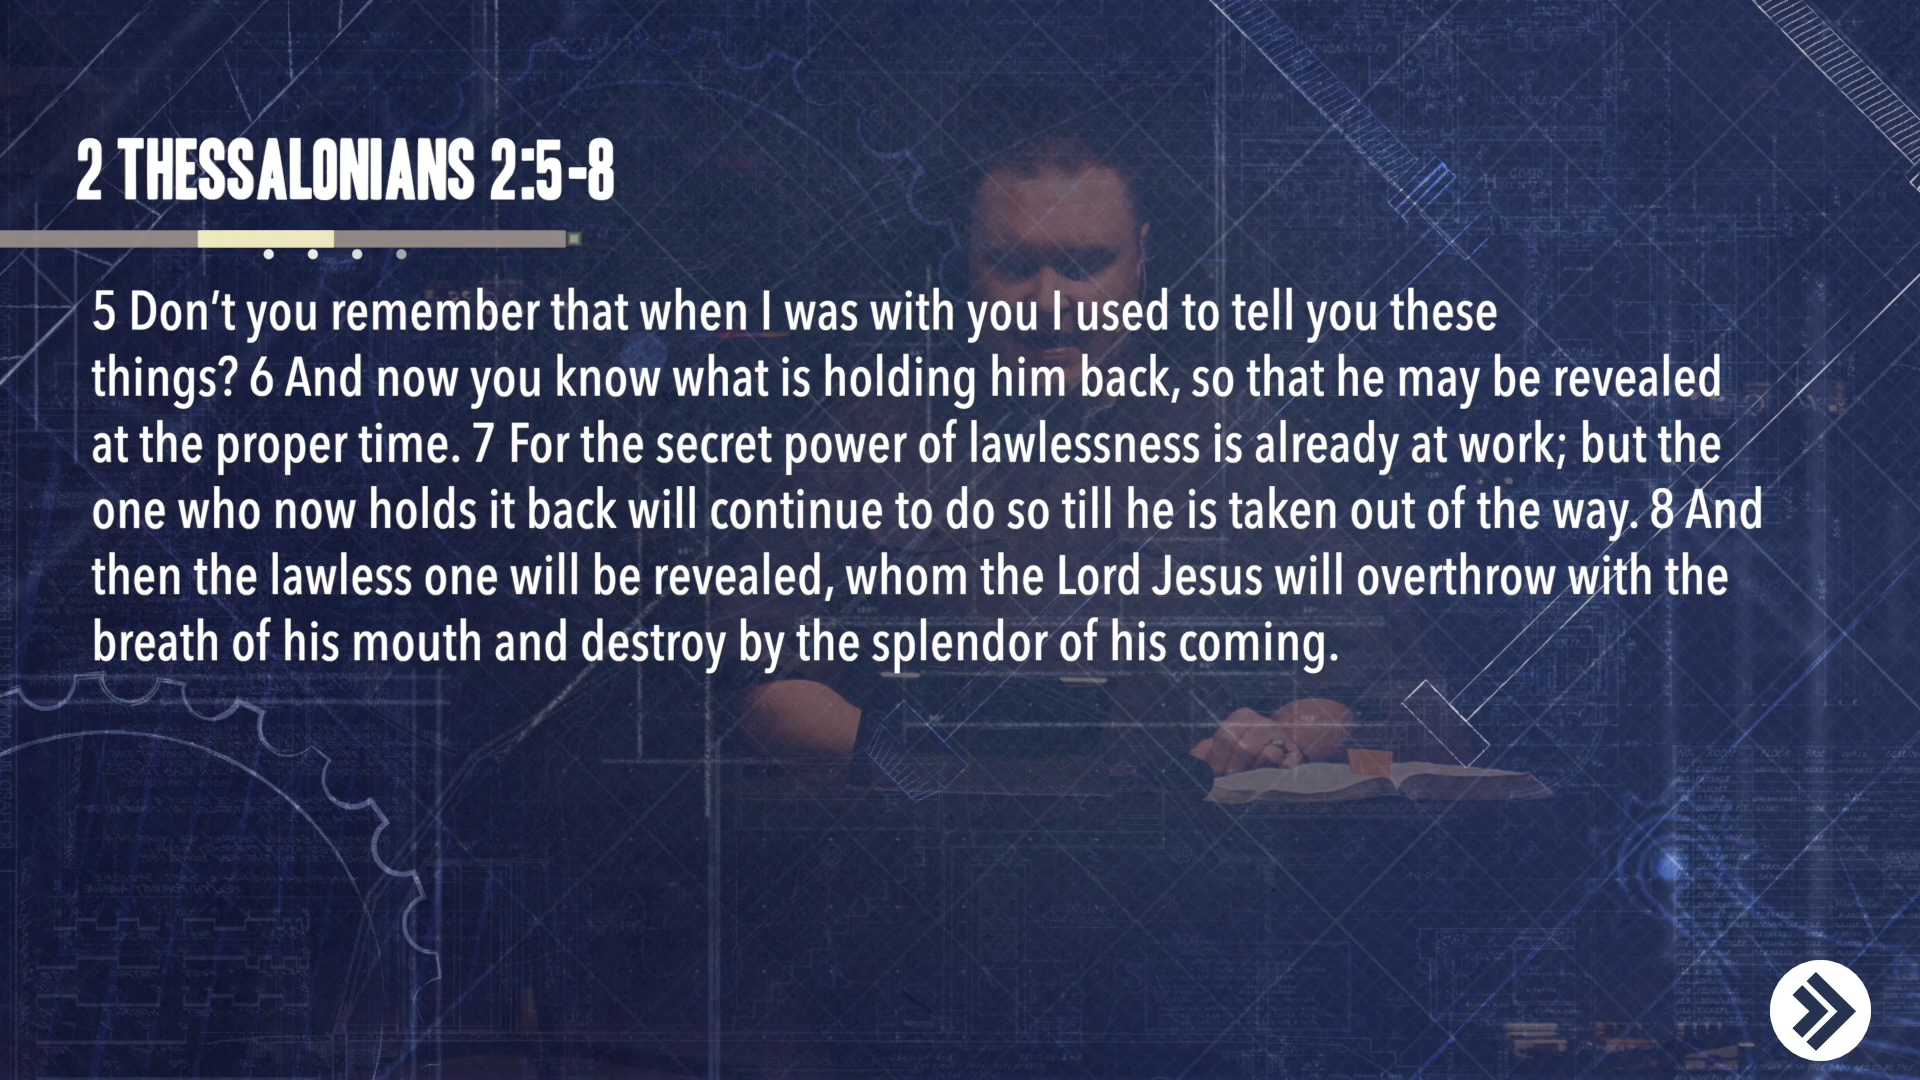 2 THESSALONIANS 2:5-8
5 Don’t you remember that when I was with you I used to tell you these
things? 6 And now you know what is holding him back, so that he may be revealed
at the proper time. 7 For the secret power of lawlessness is already at work; but the
one who now holds it back will continue to do so till he is taken out of the way. 8 And
then the lawless one will be revealed, whom the Lord Jesus will overthrow with the
breath of his mouth and destroy by the splendor of his coming.